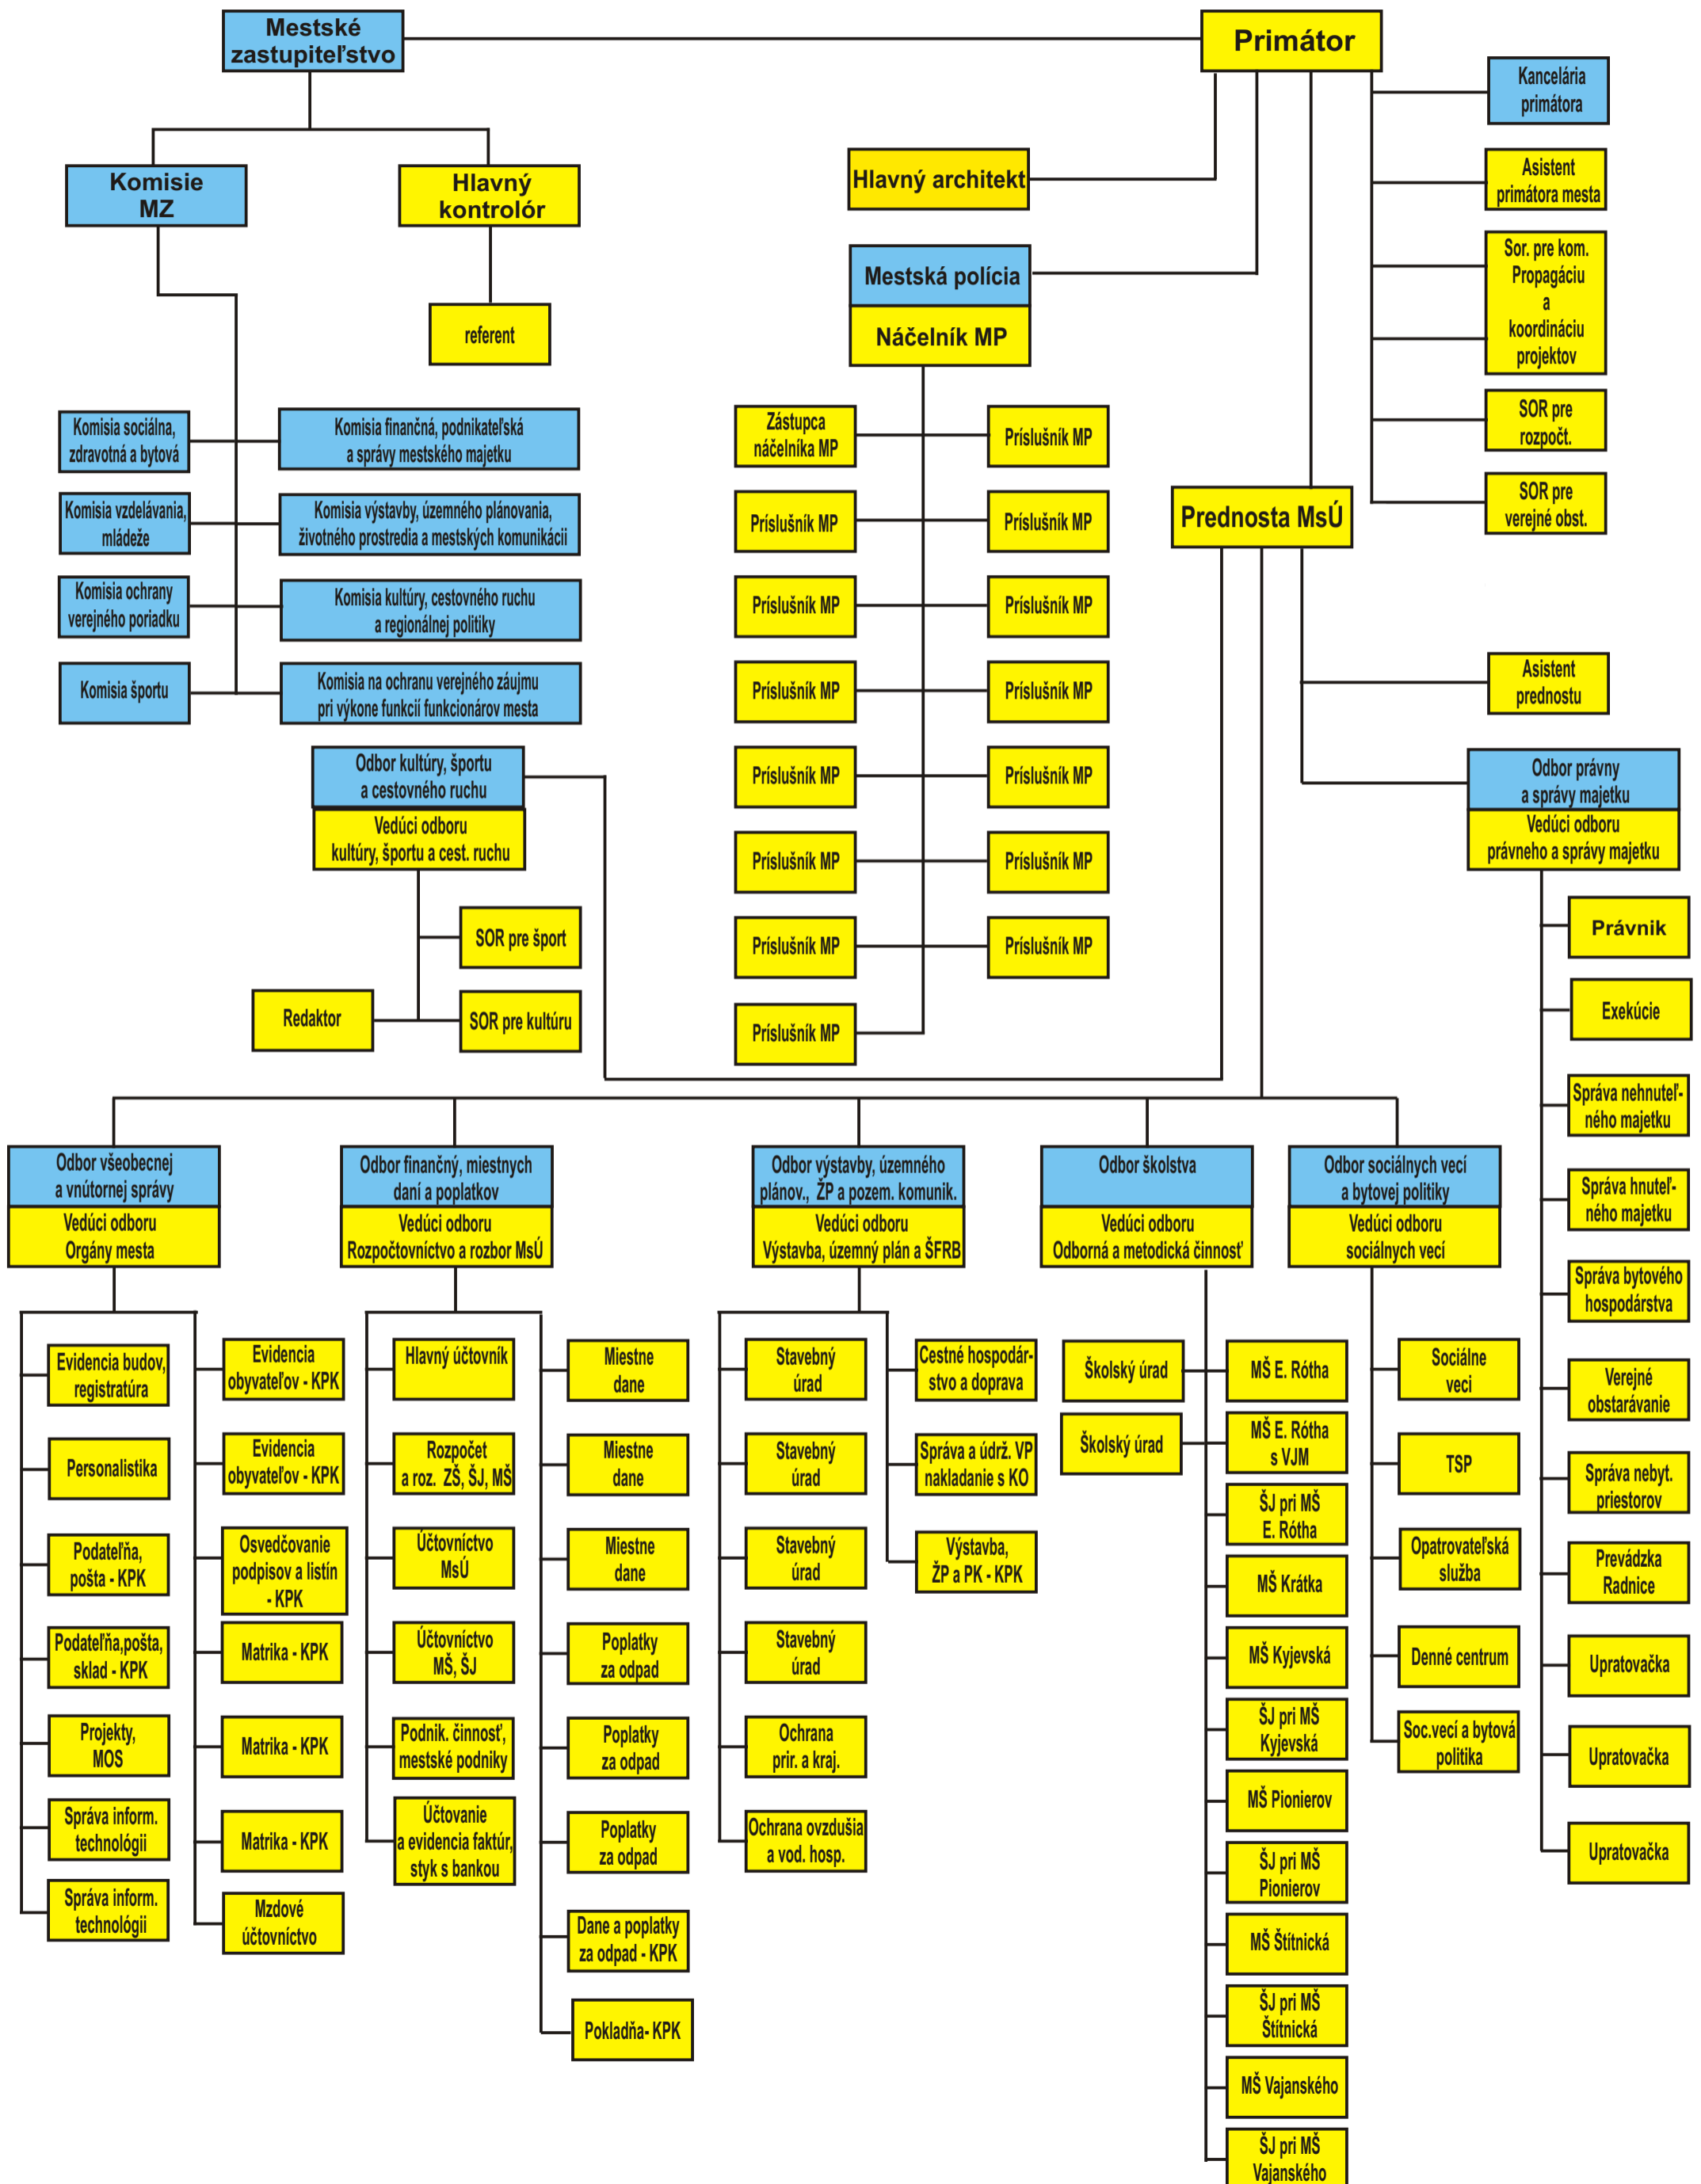 Mestské
zastupiteľstvo
Primátor
Kancelária
primátora
Asistent
primátora mesta
Sor. pre kom.
Propagáciu
a
koordináciu
projektov
SOR pre
rozpočt.
SOR pre
verejné obst.
Komisie
MZ
Hlavný
kontrolór
referent
Hlavný architekt
Mestská polícia
Náčelník MP
Komisia sociálna,
zdravotná a bytová
Komisia finančná, podnikateľská
a správy mestského majetku
Komisia vzdelávania,
mládeže
Komisia výstavby, územného plánovania,
životného prostredia a mestských komunikácii
Komisia ochrany
verejného poriadku
Komisia kultúry, cestovného ruchu
a regionálnej politiky
Komisia športu
Komisia na ochranu verejného záujmu
pri výkone funkcií funkcionárov mesta
Zástupca
náčelníka MP
Príslušník MP
Príslušník MP
Príslušník MP
Príslušník MP
Príslušník MP
Príslušník MP
Príslušník MP
Príslušník MP
Príslušník MP
Príslušník MP
Príslušník MP
Príslušník MP
Príslušník MP
Príslušník MP
Prednosta MsÚ
Asistent
prednostu
Odbor kultúry, športu
a cestovného ruchu
Vedúci odboru
kultúry, športu a cest. ruchu
SOR pre šport
Redaktor
SOR pre kultúru
Odbor právny
a správy majetku
Vedúci odboru
právneho a správy majetku
Právnik
Exekúcie
Správa nehnuteľ-
ného majetku
Správa hnuteľ-
ného majetku
Správa bytového
hospodárstva
Verejné
obstarávanie
Správa nebyt.
priestorov
Prevádzka
Radnice
Upratovačka
Upratovačka
Upratovačka
Odbor všeobecnej
a vnútornej správy
Vedúci odboru
Orgány mesta
Evidencia budov,
registratúra
Personalistika
Podateľňa,
pošta - KPK
Podateľňa,pošta,
sklad - KPK
Projekty,
MOS
Správa inform.
technológii
Správa inform.
technológii
Evidencia
obyvateľov - KPK
Evidencia
obyvateľov - KPK
Osvedčovanie
podpisov a listín
- KPK
Matrika - KPK
Matrika - KPK
Matrika - KPK
Mzdové
účtovníctvo
Odbor finančný, miestnych
daní a poplatkov
Vedúci odboru
Rozpočtovníctvo a rozbor MsÚ
Hlavný účtovník
Rozpočet
a roz. ZŠ, ŠJ, MŠ
Účtovníctvo
MsÚ
Účtovníctvo
MŠ, ŠJ
Podnik. činnosť,
mestské podniky
Účtovanie
a evidencia faktúr,
styk s bankou
Miestne
dane
Miestne
dane
Miestne
dane
Poplatky
za odpad
Poplatky
za odpad
Poplatky
za odpad
Dane a poplatky
za odpad - KPK
Pokladňa- KPK
Odbor výstavby, územného
plánov., ŽP a pozem. komunik.
Vedúci odboru
Výstavba, územný plán a ŠFRB
Stavebný
úrad
Stavebný
úrad
Stavebný
úrad
Stavebný
úrad
Ochrana
prír. a kraj.
Ochrana ovzdušia
a vod. hosp.
Cestné hospodár-
stvo a doprava
Správa a údrž. VP
nakladanie s KO
Výstavba,
ŽP a PK - KPK
Odbor školstva
Vedúci odboru
Odborná a metodická činnosť
Školský úrad
Školský úrad
MŠ E. Rótha
MŠ E. Rótha
s VJM
ŠJ pri MŠ
E. Rótha
MŠ Krátka
MŠ Kyjevská
ŠJ pri MŠ
Kyjevská
MŠ Pionierov
ŠJ pri MŠ
Pionierov
MŠ Štítnická
ŠJ pri MŠ
Štítnická
MŠ Vajanského
ŠJ pri MŠ
Vajanského
Odbor sociálnych vecí
a bytovej politiky
Vedúci odboru
sociálnych vecí
Sociálne
veci
TSP
Opatrovateľská
služba
Denné centrum
Soc.vecí a bytová
politika